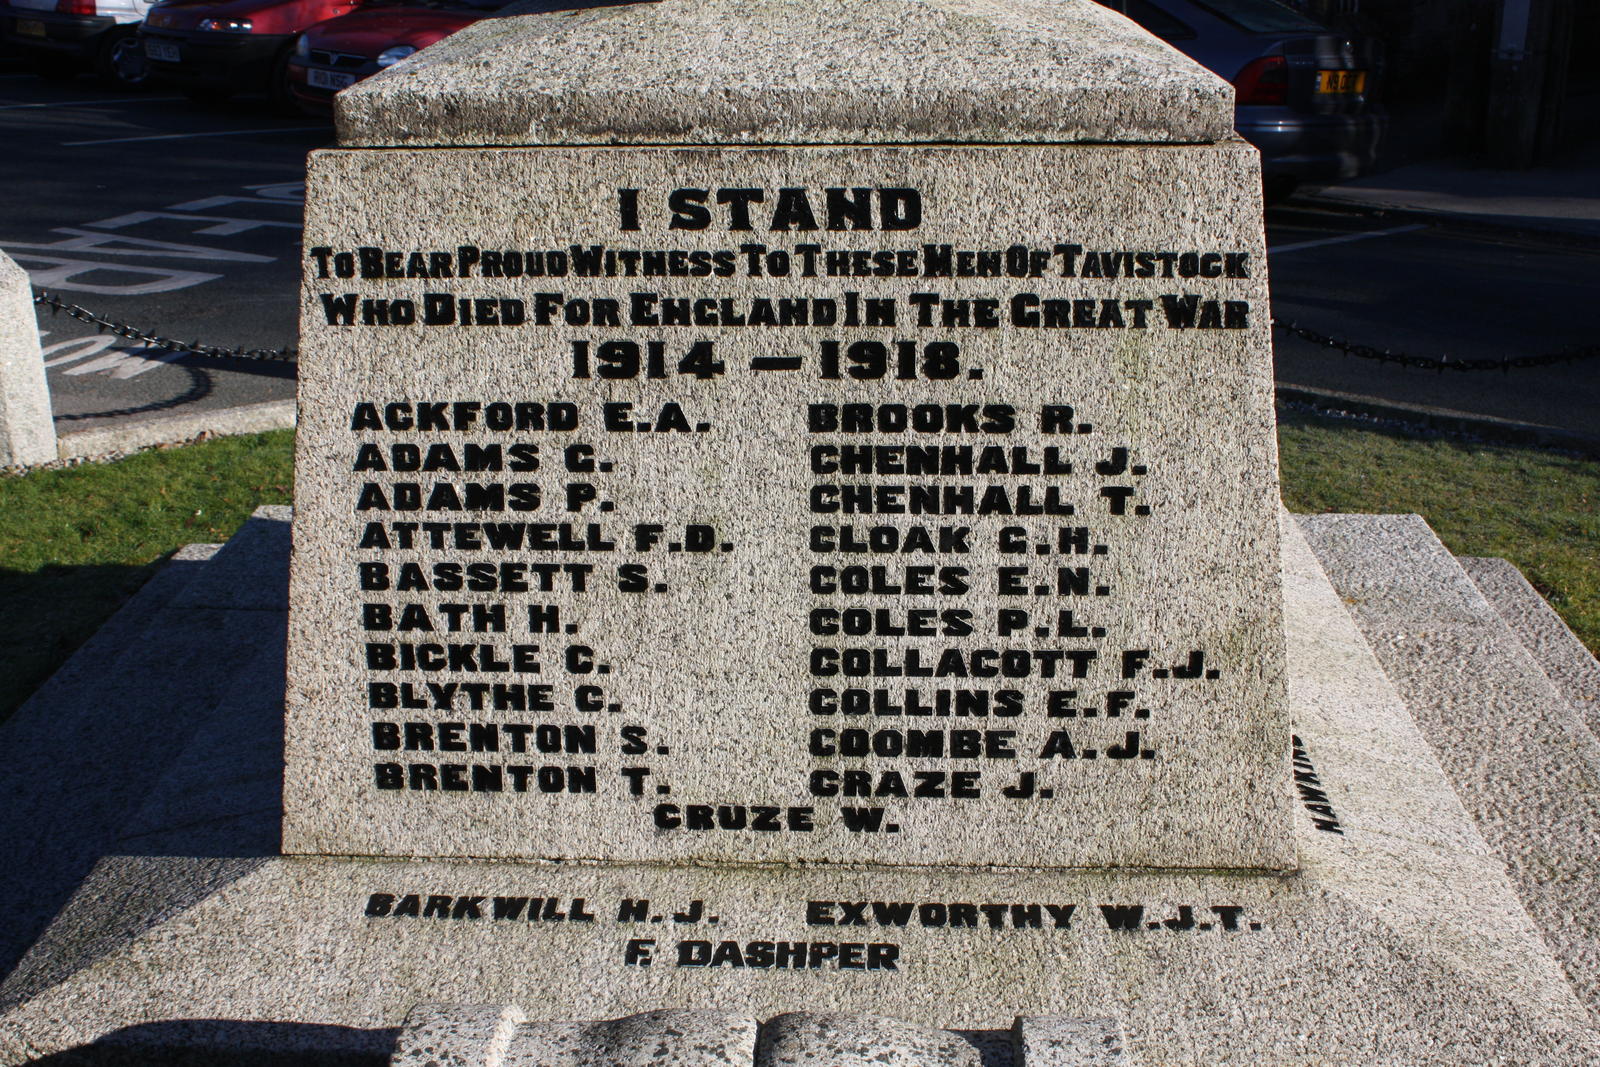 I STAND
TO BEAR PROUD WITNESS TO THESE MEN OF TAVISTOCK
WHO DIED FOR ENGLAND IN THE GREAT WAR
1914 — 1918.
ACKFORD E.A. BROOKS R.
ADAMS G. CHENHALL J.
ADAMS P. CHENHALL T.
ATTEWELL F.D. CLOAK G.H.
BASSETT S. COLES E.N.
BATH H. COLES P.L.
BICKLE C. COLLACOTT F.J.
BLYTHE G. COLLINS E.F.
BRENTON S. COOMBE A.J.
BRENTON T. CRAZE J.
CRUZE W.
BARKWILL H.J. EXWORTHY W.J.T.
F. DASHPER
HAWKING